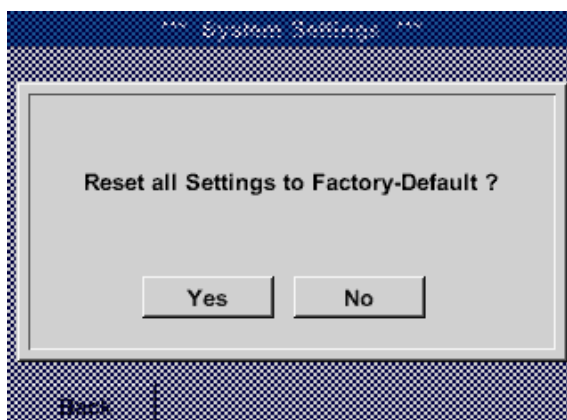 *** System Settings ***
Reset all Settings to Factory-Default ?
Yes No
Back